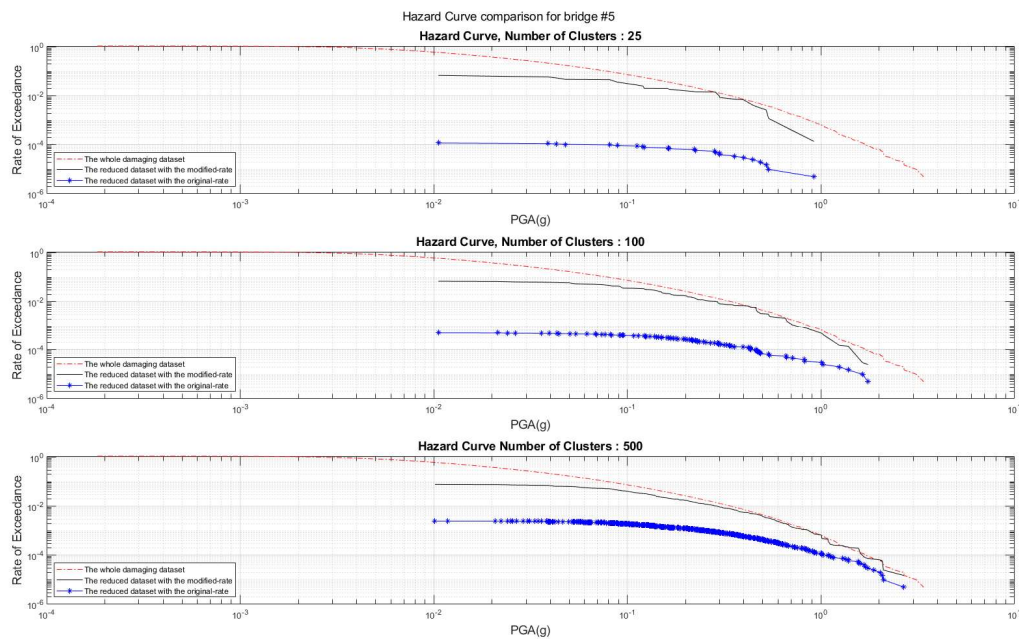 Hazard Curve comparison for bridge #5
Hazard Curve, Number of Clusters : 25
10^0
10^-2
10^-4
10^-6
Rate of Exceedance
The whole damaging dataset
The reduced dataset with the modified-rate
The reduced dataset with the original-rate
10^-4 10^-3 10^-2 10^-1 10^0 10^1
PGA(g)
Hazard Curve, Number of Clusters : 100
10^0
10^-2
10^-4
10^-6
Rate of Exceedance
The whole damaging dataset
The reduced dataset with the modified-rate
The reduced dataset with the original-rate
10^-4 10^-3 10^-2 10^-1 10^0 10^1
PGA(g)
Hazard Curve Number of Clusters : 500
10^0
10^-2
10^-4
10^-6
Rate of Exceedance
The whole damaging dataset
The reduced dataset with the modified-rate
The reduced dataset with the original-rate
10^-4 10^-3 10^-2 10^-1 10^0 10^1
PGA(g)